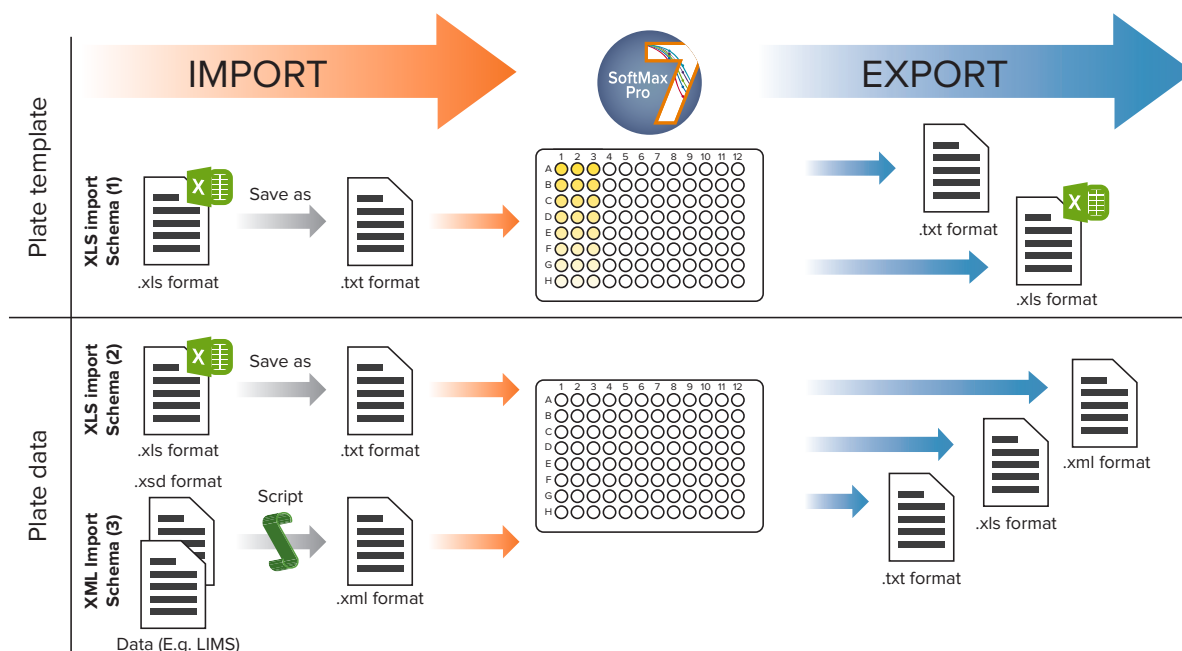 IMPORT
SoftMax
Pro
7
EXPORT
Plate template
XLS import
Schema (1)
X
.xls format
Save as
.txt format
1 2 3 4 5 6 7 8 9 10 11 12
A
B
C
D
E
F
G
H
.txt format
X
.xls format
Plate data
XLS import
Schema (2)
X
.xls format
Save as
.txt format
1 2 3 4 5 6 7 8 9 10 11 12
A
B
C
D
E
F
G
H
.xml format
.xls format
.txt format
XML Import
Schema (3)
.xsd format
Script
.xml format
Data (E.g. LIMS)